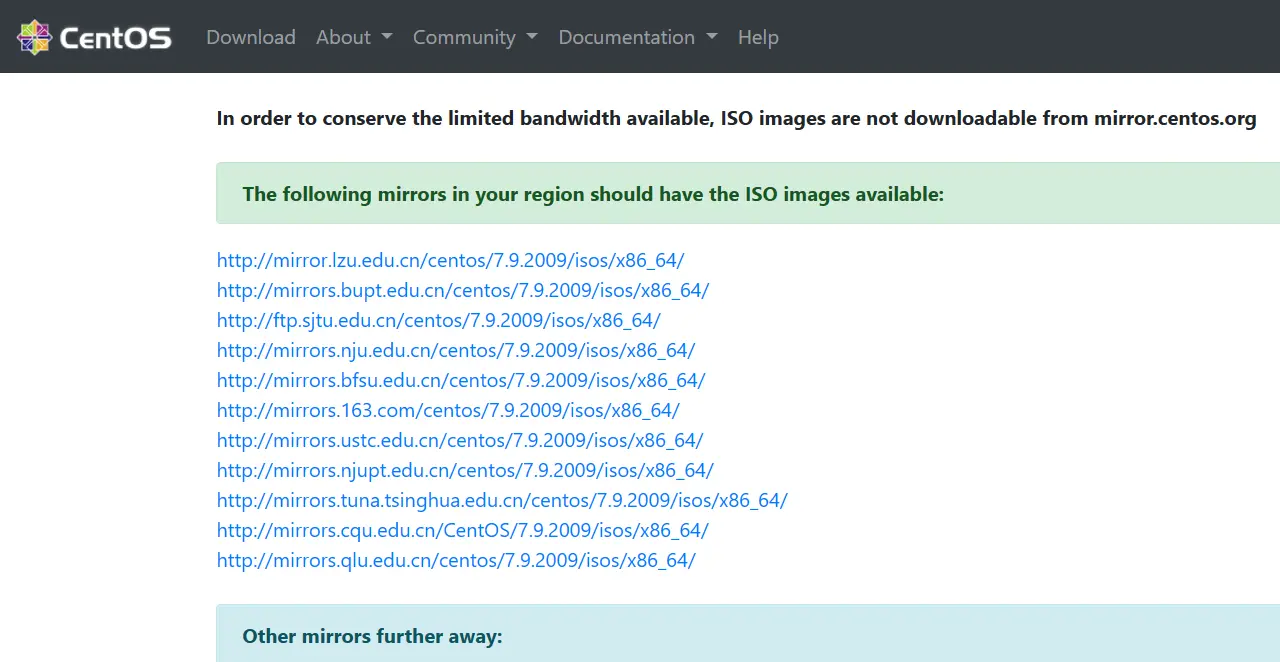 CentOS Download About Community Documentation Help
In order to conserve the limited bandwidth available, ISO images are not downloadable from mirror.centos.org
The following mirrors in your region should have the ISO images available:
http://mirror.lzu.edu.cn/centos/7.9.2009/isos/x86_64/
http://mirrors.bupt.edu.cn/centos/7.9.2009/isos/x86_64/
http://ftp.sjtu.edu.cn/centos/7.9.2009/isos/x86_64/
http://mirrors.nju.edu.cn/centos/7.9.2009/isos/x86_64/
http://mirrors.bfsu.edu.cn/centos/7.9.2009/isos/x86_64/
http://mirrors.163.com/centos/7.9.2009/isos/x86_64/
http://mirrors.ustc.edu.cn/centos/7.9.2009/isos/x86_64/
http://mirrors.njupt.edu.cn/centos/7.9.2009/isos/x86_64/
http://mirrors.tuna.tsinghua.edu.cn/centos/7.9.2009/isos/x86_64/
http://mirrors.cqu.edu.cn/CentOS/7.9.2009/isos/x86_64/
http://mirrors.qlu.edu.cn/centos/7.9.2009/isos/x86_64/
Other mirrors further away: